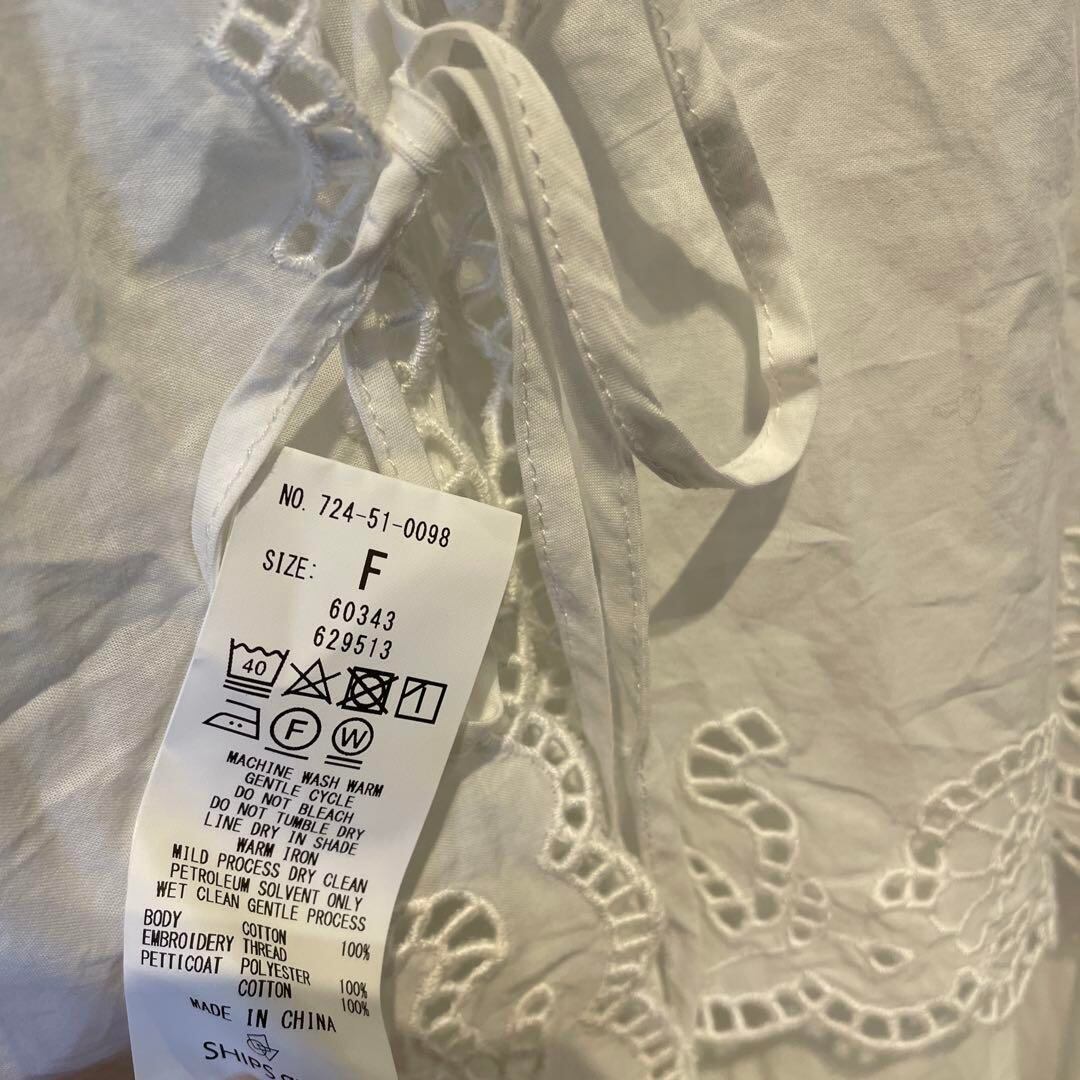 NO. 724-51-0098
SIZE: F
60343
629513
40
F W
MACHINE WASH WARM
GENTLE CYCLE
DO NOT BLEACH
DO NOT TUMBLE DRY
LINE DRY IN SHADE
WARM IRON
MILD PROCESS DRY CLEAN
PETROLEUM SOLVENT ONLY
WET CLEAN GENTLE PROCESS
BODY COTTON 100%
EMBROIDERY THREAD
POLYESTER 100%
PETTICOAT COTTON 100%
MADE IN CHINA
SHIPS